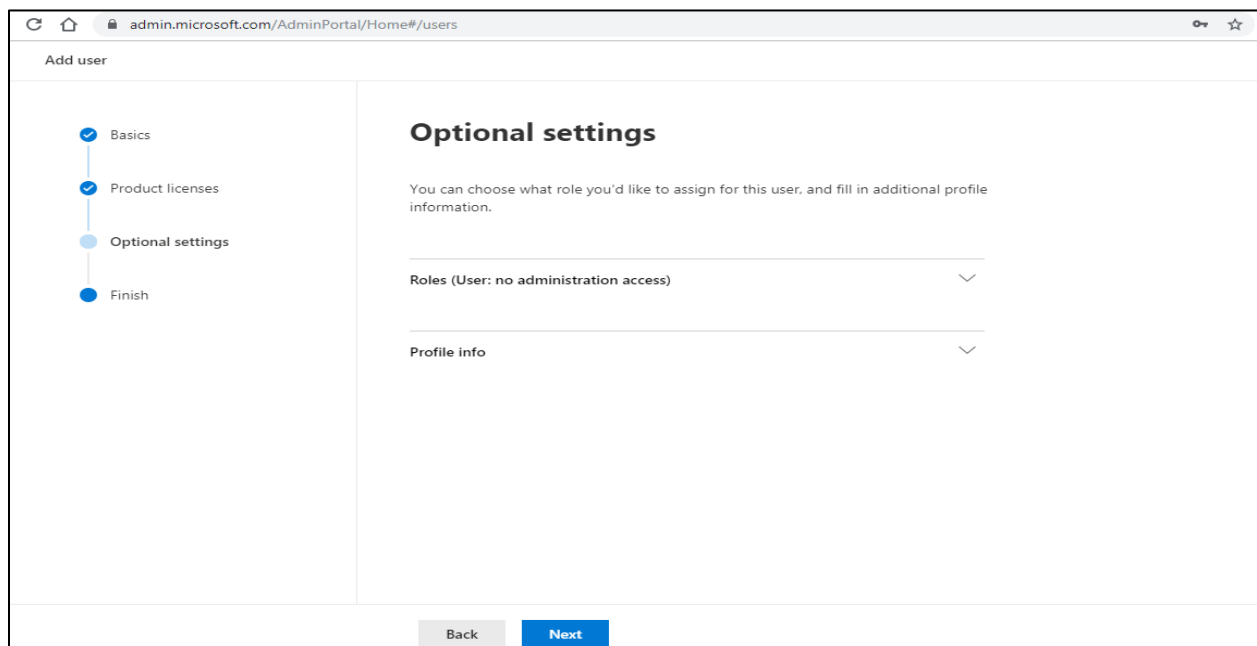 admin.microsoft.com/AdminPortal/Home#/users
Add user
Basics
Product licenses
Optional settings
Finish
Optional settings
You can choose what role you'd like to assign for this user, and fill in additional profile
information.
Roles (User: no administration access)
Profile info
Back
Next